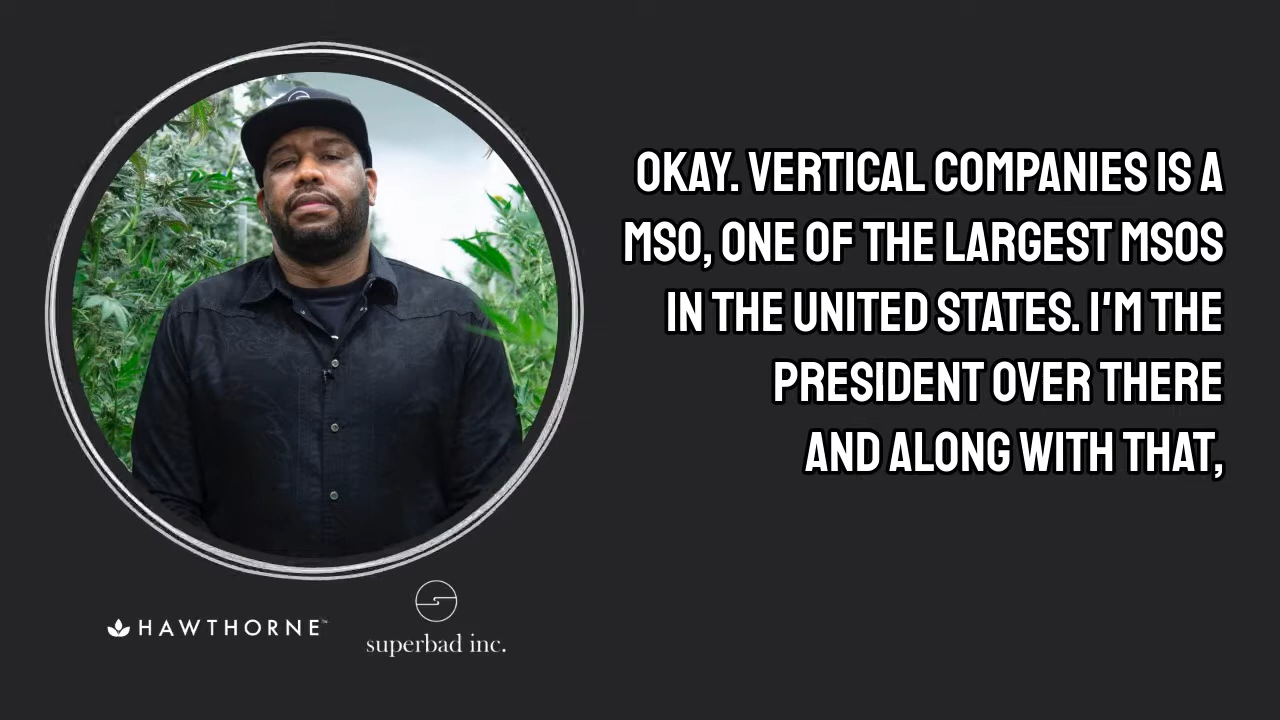 OKAY. VERTICAL COMPANIES IS A
MSO, ONE OF THE LARGEST MSOS
IN THE UNITED STATES. I'M THE
PRESIDENT OVER THERE
AND ALONG WITH THAT,
HAWTHORNE™
superbad inc.